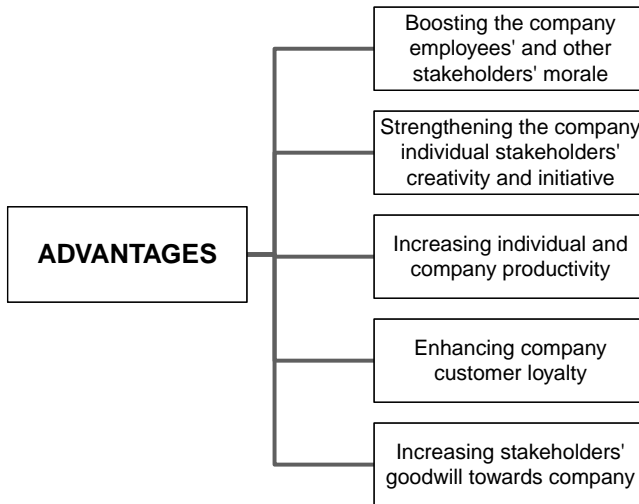 ADVANTAGES
Boosting the company
employees' and other
stakeholders' morale
Strengthening the company
individual stakeholders'
creativity and initiative
Increasing individual and
company productivity
Enhancing company
customer loyalty
Increasing stakeholders'
goodwill towards company